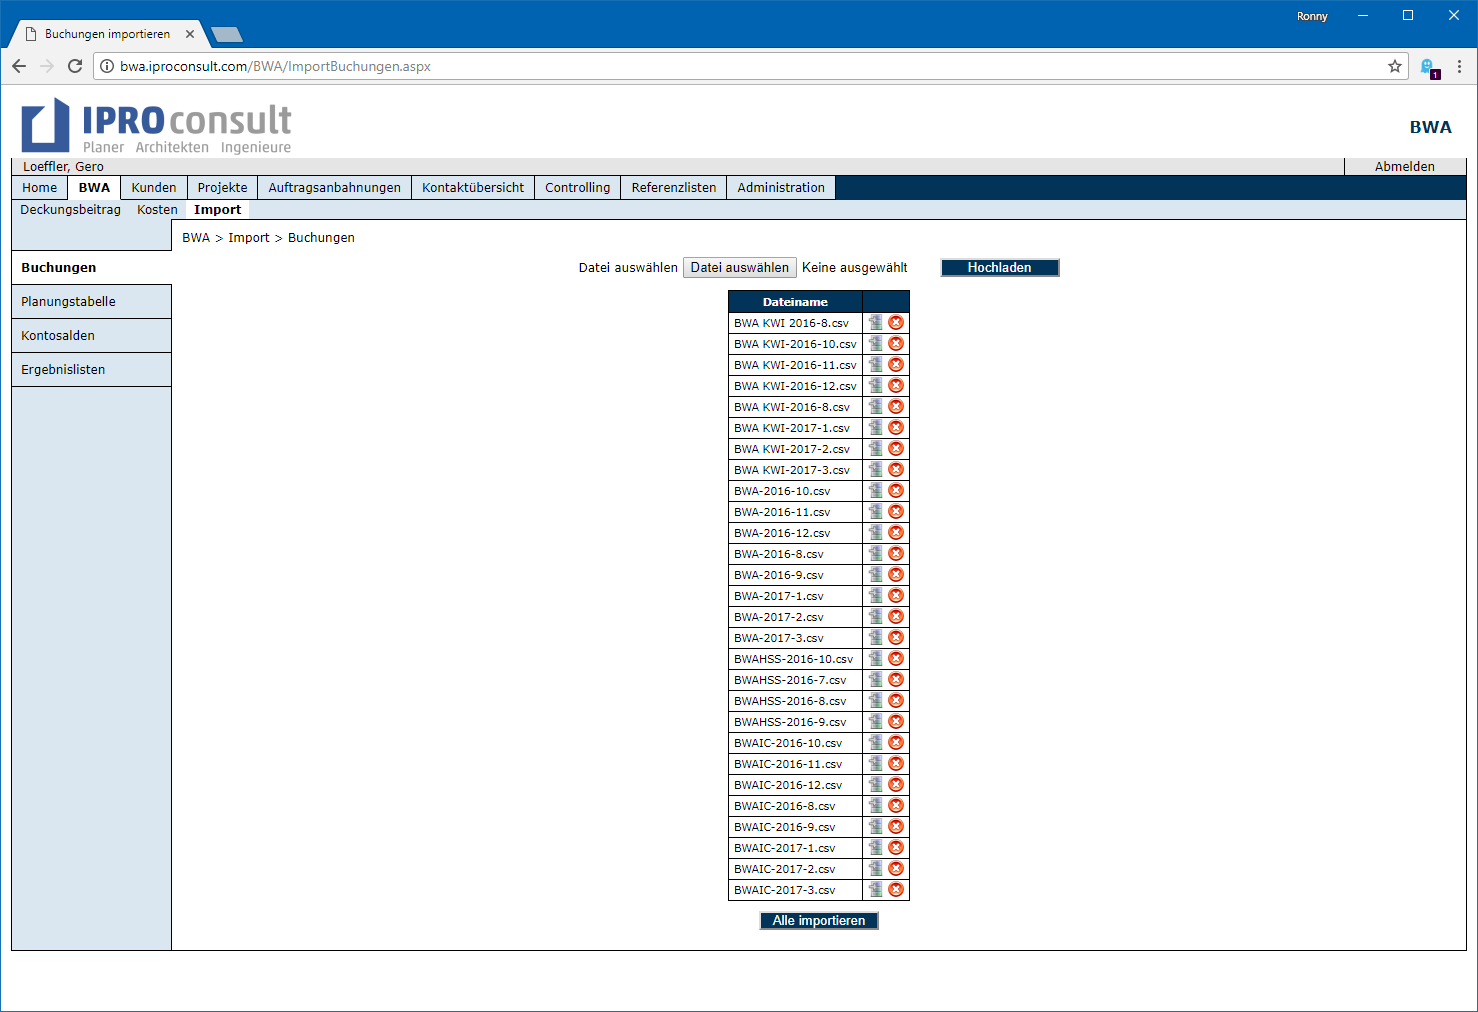 Ronny
Buchungen importieren
bwa.iproconsult.com/BWA/ImportBuchungen.aspx
1
IPROconsult
Planer Architekten Ingenieure
BWA
Loeffler, Gero
Abmelden
Home BWA Kunden Projekte Auftragsanbahnungen Kontaktübersicht Controlling Referenzlisten Administration
Deckungsbeitrag Kosten Import
BWA > Import > Buchungen
Buchungen
Planungstabelle
Kontosalden
Ergebnislisten
Datei auswählen Datei auswählen Keine ausgewählt Hochladen
Dateiname
BWA KWI 2016-8.csv
BWA KWI-2016-10.csv
BWA KWI-2016-11.csv
BWA KWI-2016-12.csv
BWA KWI-2016-8.csv
BWA KWI-2017-1.csv
BWA KWI-2017-2.csv
BWA KWI-2017-3.csv
BWA-2016-10.csv
BWA-2016-11.csv
BWA-2016-12.csv
BWA-2016-8.csv
BWA-2016-9.csv
BWA-2017-1.csv
BWA-2017-2.csv
BWA-2017-3.csv
BWAHSS-2016-10.csv
BWAHSS-2016-7.csv
BWAHSS-2016-8.csv
BWAHSS-2016-9.csv
BWAIC-2016-10.csv
BWAIC-2016-11.csv
BWAIC-2016-12.csv
BWAIC-2016-8.csv
BWAIC-2016-9.csv
BWAIC-2017-1.csv
BWAIC-2017-2.csv
BWAIC-2017-3.csv
Alle importieren